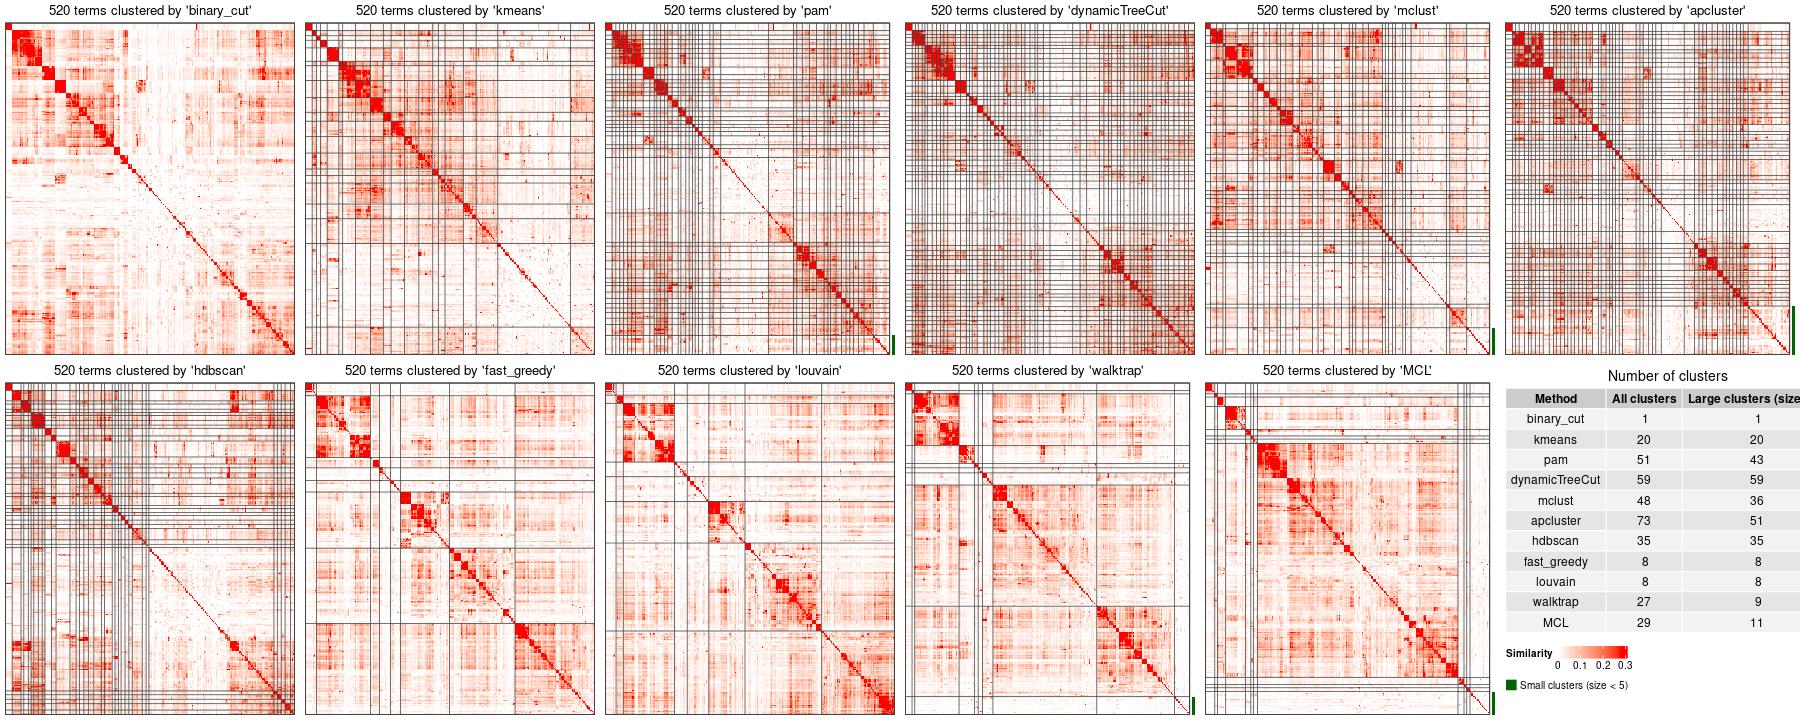 520 terms clustered by 'binary_cut'
520 terms clustered by 'kmeans'
520 terms clustered by 'pam'
520 terms clustered by 'dynamicTreeCut'
520 terms clustered by 'mclust'
520 terms clustered by 'apcluster'
520 terms clustered by 'hdbscan'
520 terms clustered by 'fast_greedy'
520 terms clustered by 'louvain'
520 terms clustered by 'walktrap'
520 terms clustered by 'MCL'
Number of clusters
Method All clusters Large clusters (size
binary_cut 1 1
kmeans 20 20
pam 51 43
dynamicTreeCut 59 59
mclust 48 36
apcluster 73 51
hdbscan 35 35
fast_greedy 8 8
louvain 8 8
walktrap 27 9
MCL 29 11
Similarity
0 0.1 0.2 0.3
Small clusters (size < 5)